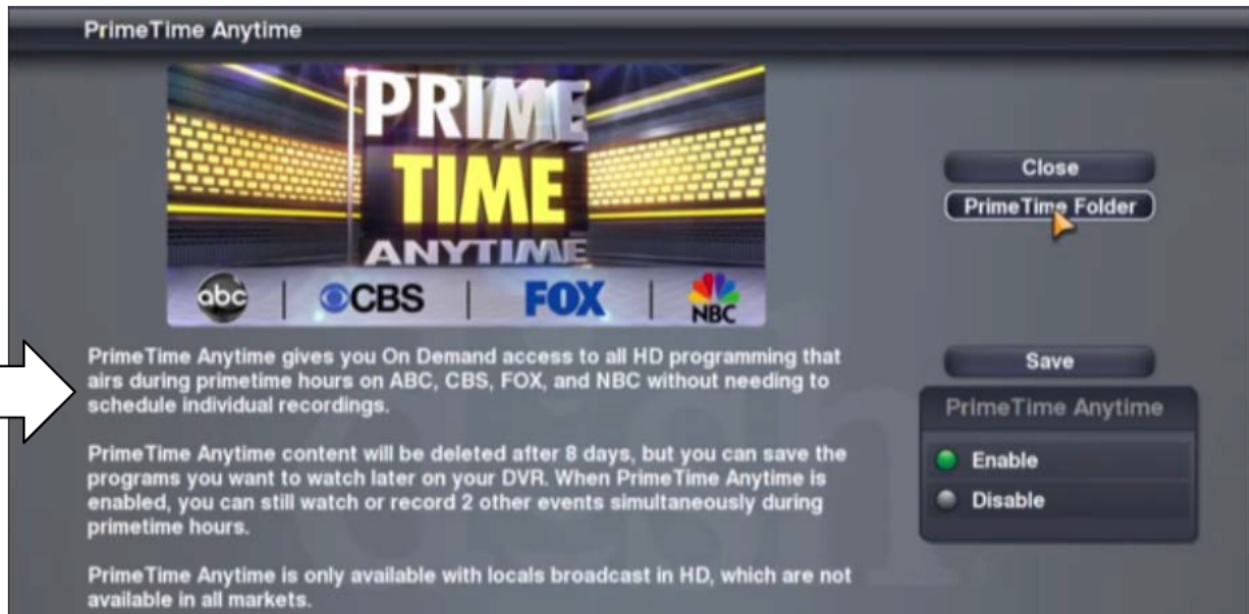 PrimeTime Anytime
PRIME
TIME
ANYTIME
abc
CBS
FOX
NBC
Close
PrimeTime Folder
PrimeTime Anytime gives you On Demand access to all HD programming that
airs during primetime hours on ABC, CBS, FOX, and NBC without needing to
schedule individual recordings.
PrimeTime Anytime content will be deleted after 8 days, but you can save the
programs you want to watch later on your DVR. When PrimeTime Anytime is
enabled, you can still watch or record 2 other events simultaneously during
primetime hours.
PrimeTime Anytime is only available with locals broadcast in HD, which are not
available in all markets.
Save
PrimeTime Anytime
Enable
Disable
dish